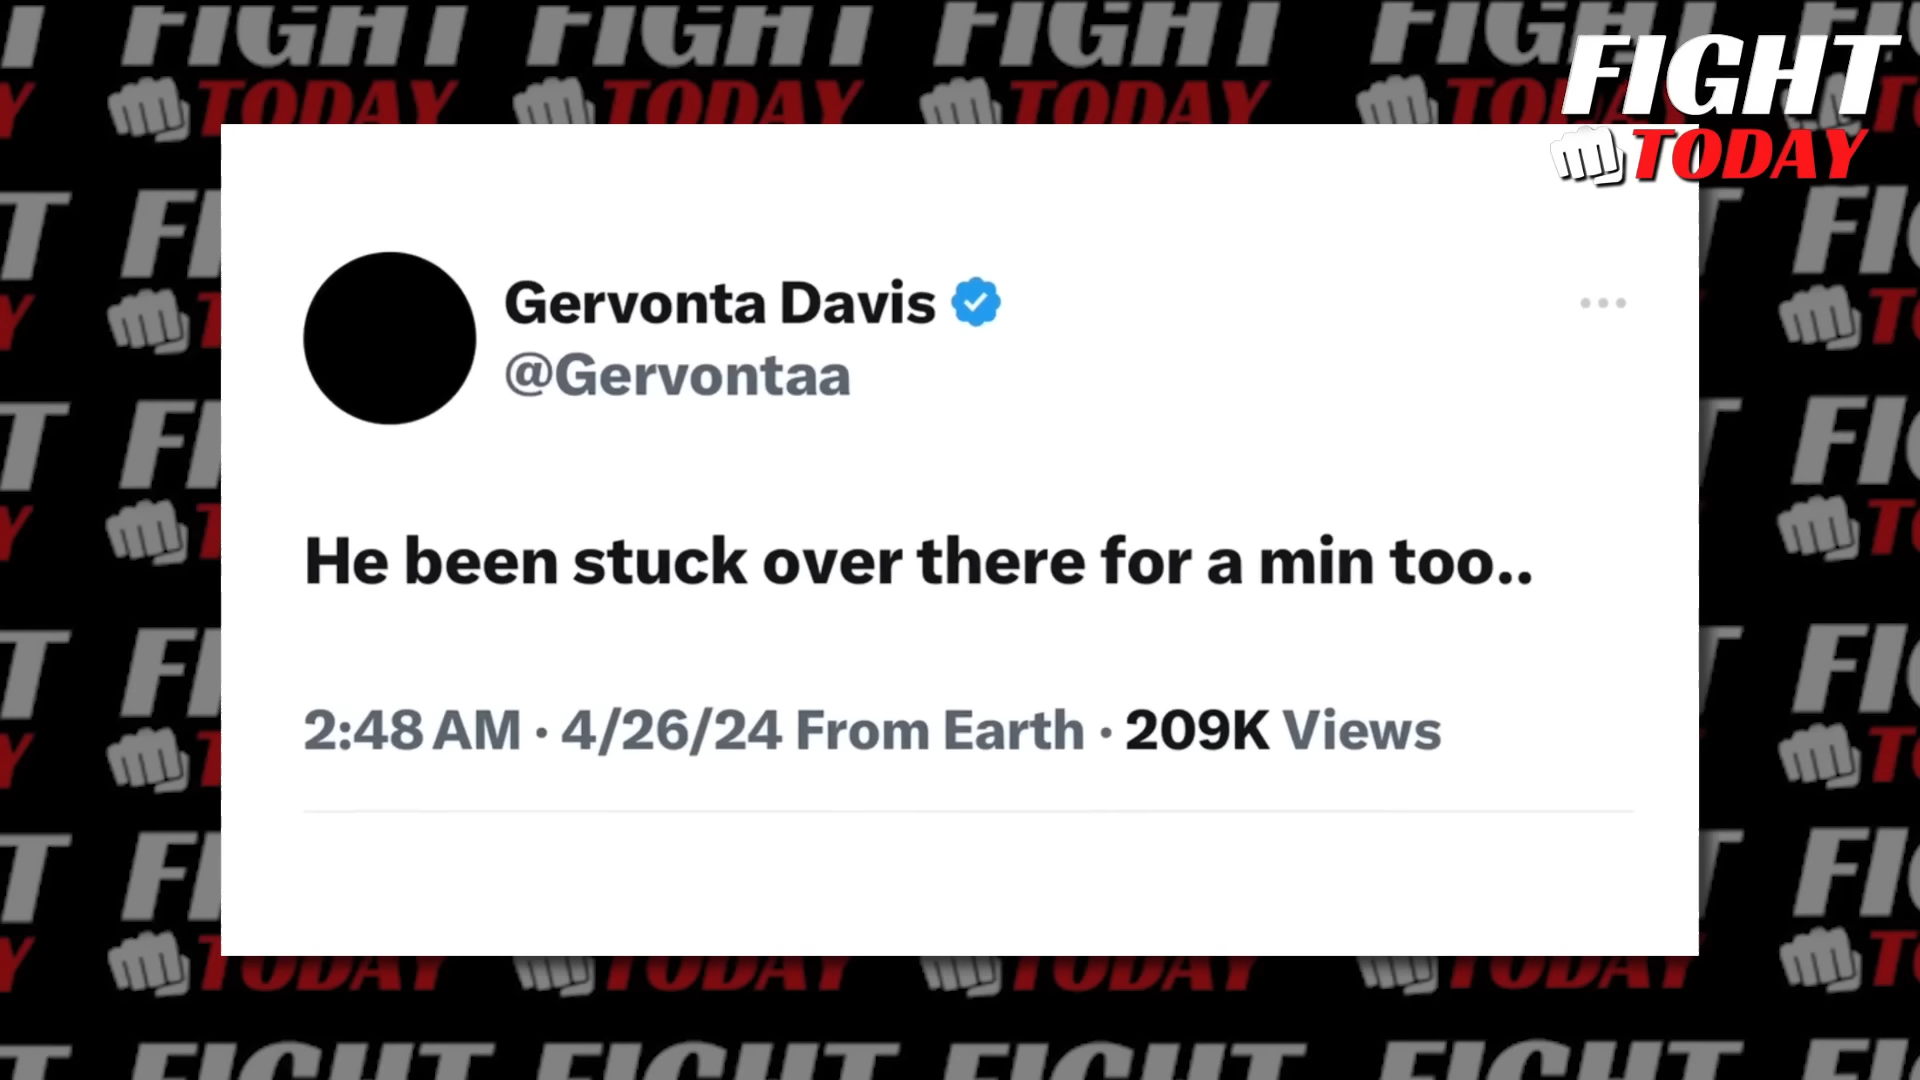 FIGHT
TODAY
Gervonta Davis
@Gervontaa
He been stuck over there for a min too..
2:48 AM · 4/26/24 From Earth · 209K Views